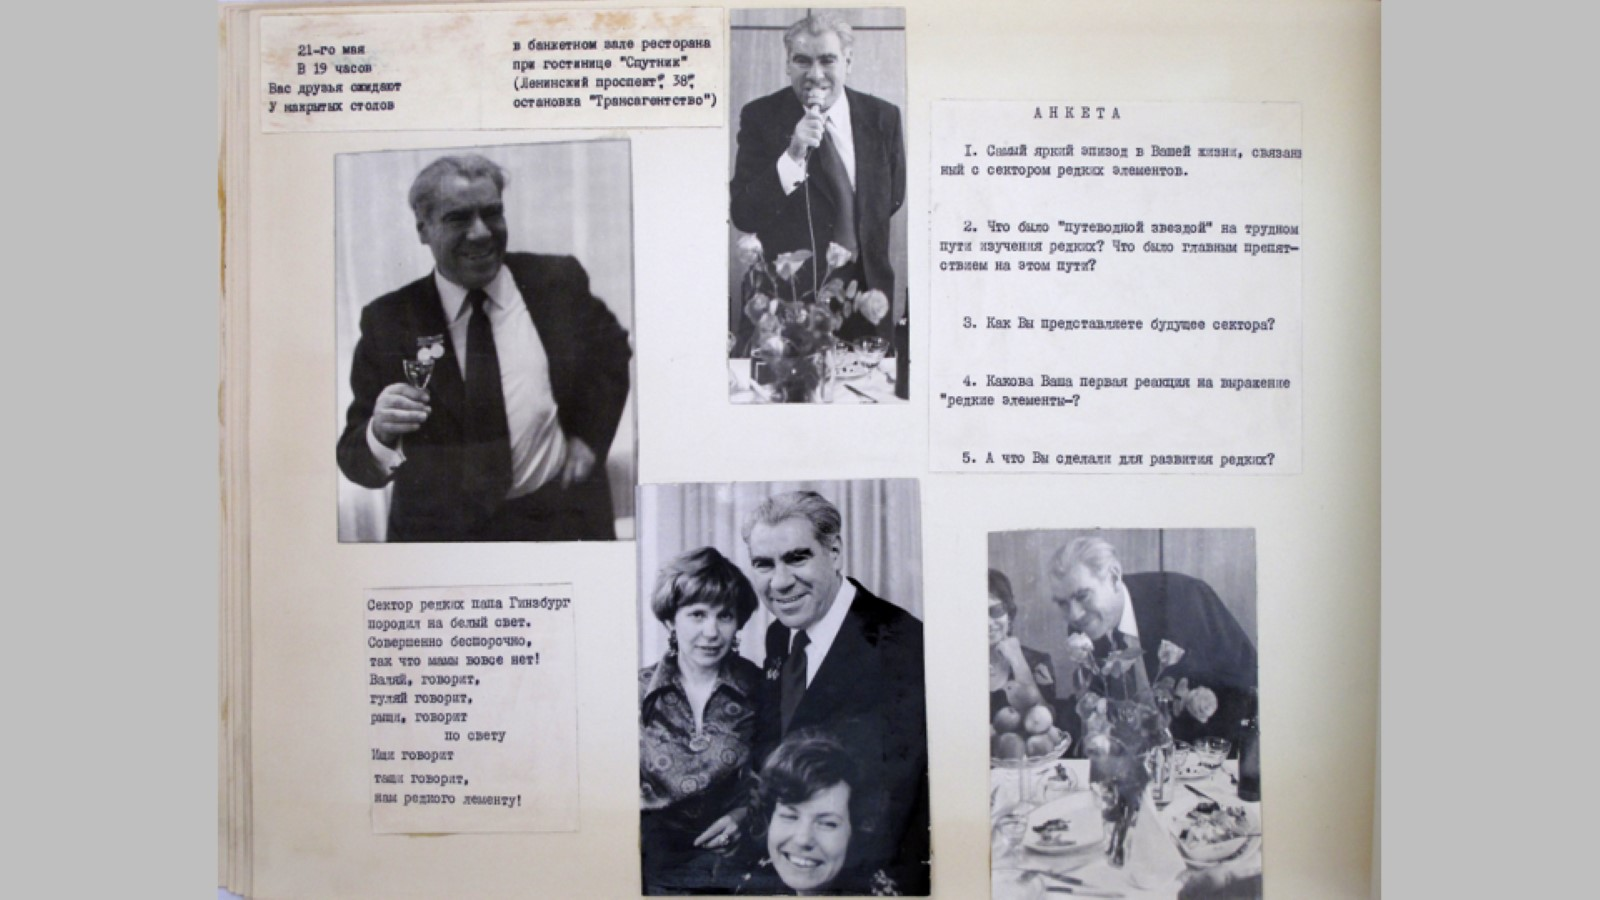 21-го мая
В 19 часов
Вас друзья ожидают
У накрытых столов
в банкетном зале ресторана
при гостинице "Спутник"
(Ленинский проспект, 38,
остановка "Трансагентство")
АНКЕТА
1. Самый яркий эпизод в Вашей жизни, связан
ный с сектором редких элементов.
2. Что было "путеводной звездой" на трудном
пути изучения редких? Что было главным препят-
ствием на этом пути?
3. Как Вы представляете будущее сектора?
4. Какова Ваша первая реакция на выражение
"редкие элементы-?
5. А что Вы сделали для развития редких?
Сектор редких папа Гинзбург
породил на белый свет.
Совершенно беспорочно,
так что мамы вовсе нет!
Валяй, говорит,
гуляй говорит,
рыщи, говорит
по свету
Ищи говорит
тащи говорит,
нам редкого лементу!